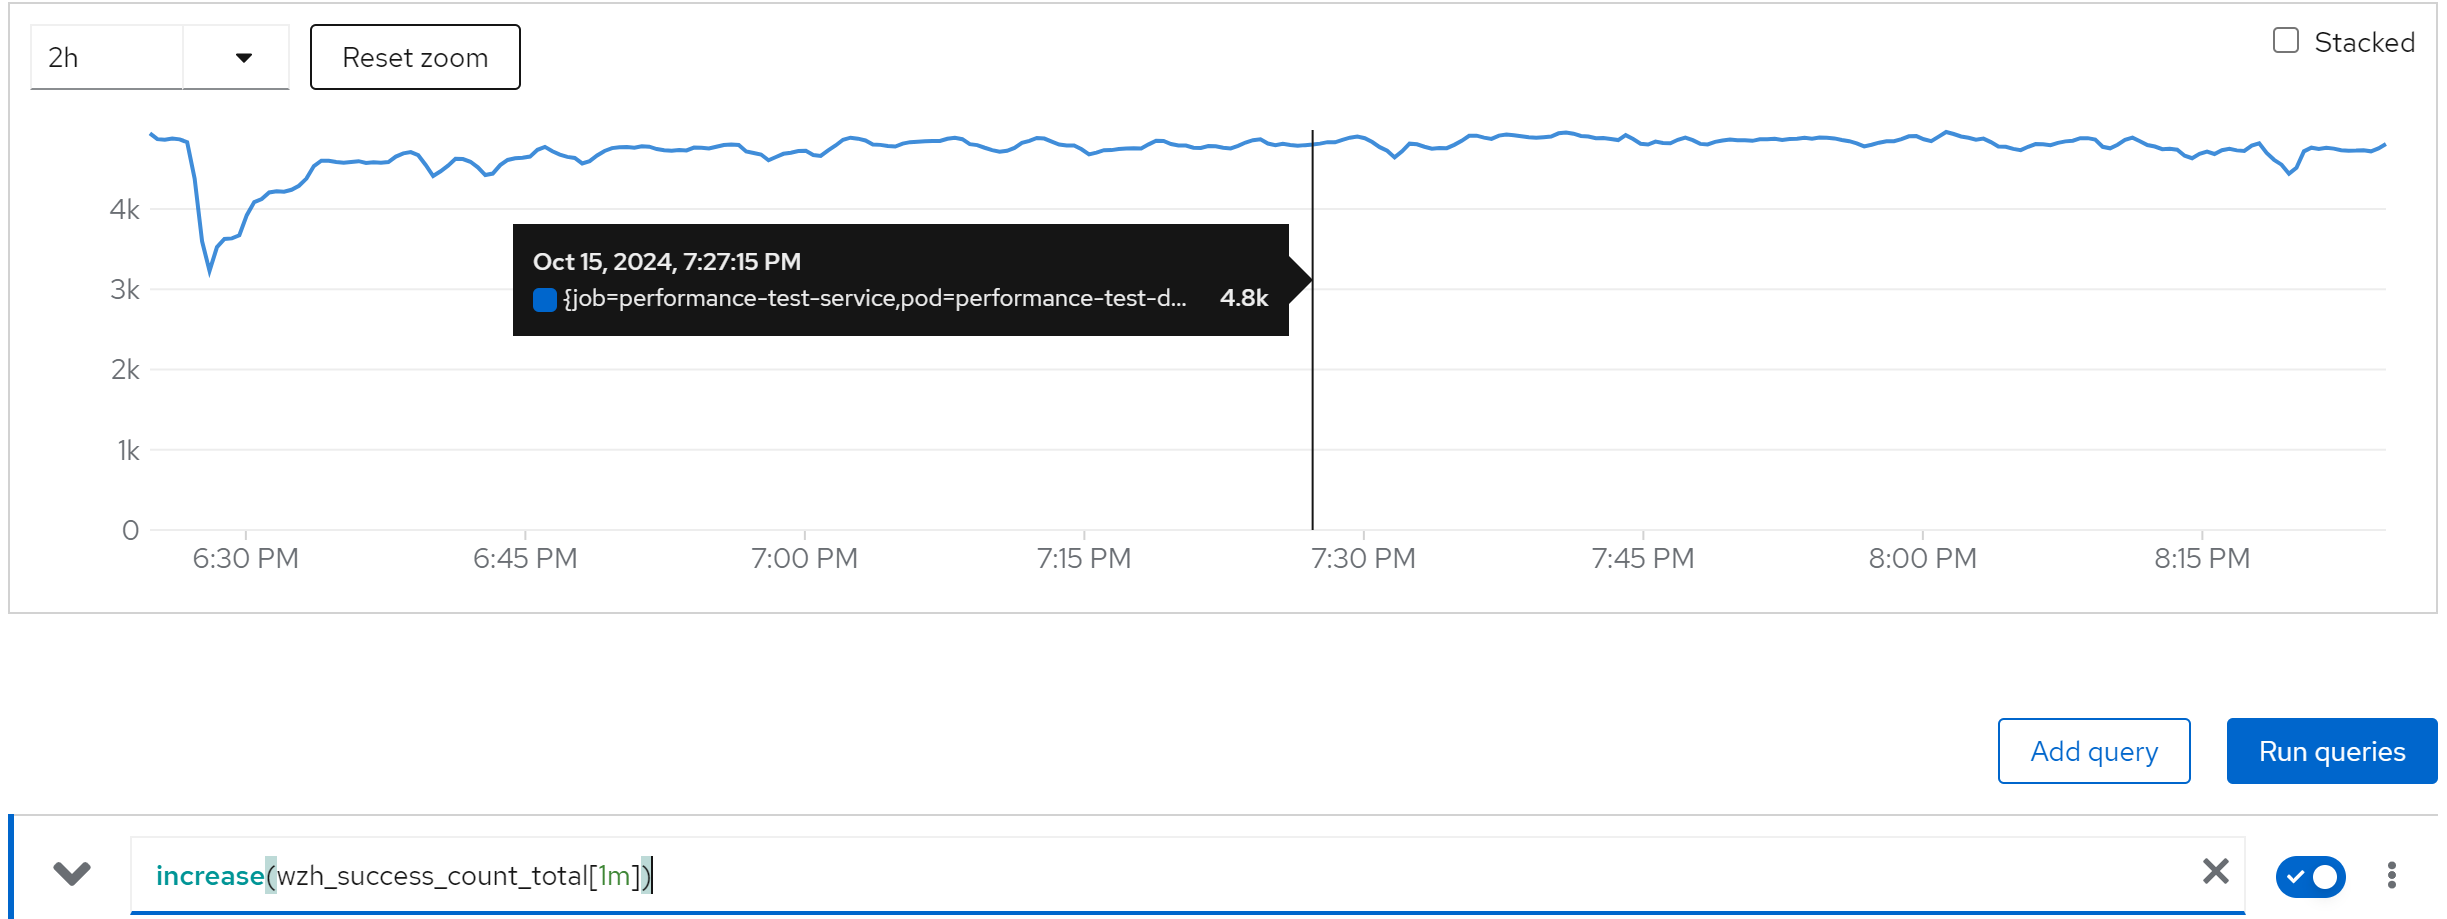 2h
Reset zoom
Stacked
4k
3k
2k
1k
0
Oct 15, 2024, 7:27:15 PM
{job=performance-test-service,pod=performance-test-d... 4.8k
6:30 PM 6:45 PM 7:00 PM 7:15 PM 7:30 PM 7:45 PM 8:00 PM 8:15 PM
Add query
Run queries
increase(wzh_success_count_total[1m])